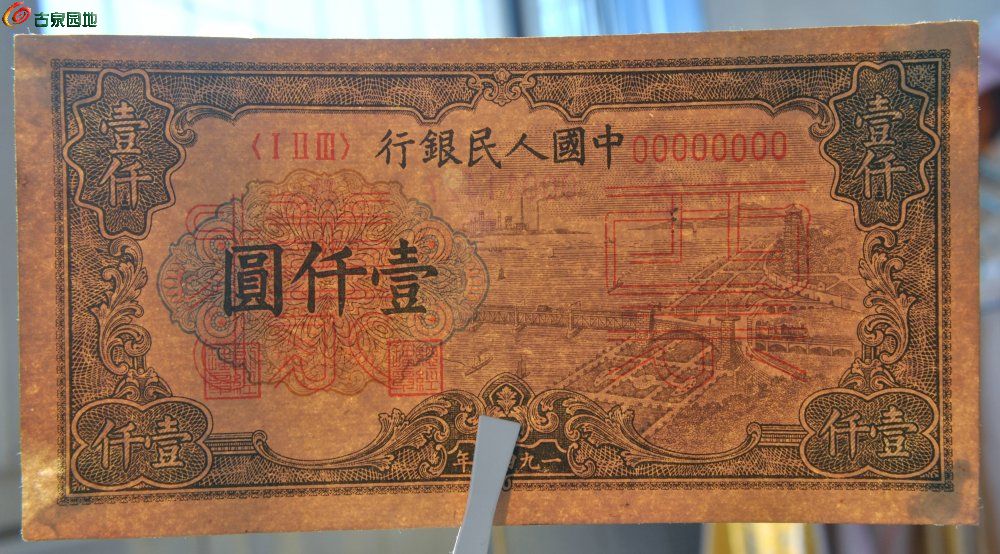 古泉园地
壹仟
壹仟
〈I II III〉
中國人民銀行
00000000
壹仟圓
壹仟
壹仟
一九 年